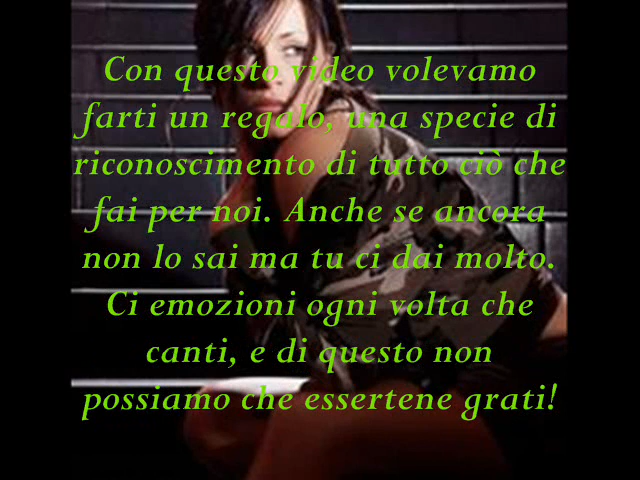 Con questo video volevamo
farti un regalo, una specie di
riconoscimento di tutto ciò che
fai per noi. Anche se ancora
non lo sai ma tu ci dai molto.
Ci emozioni ogni volta che
canti, e di questo non
possiamo che essertene grati!